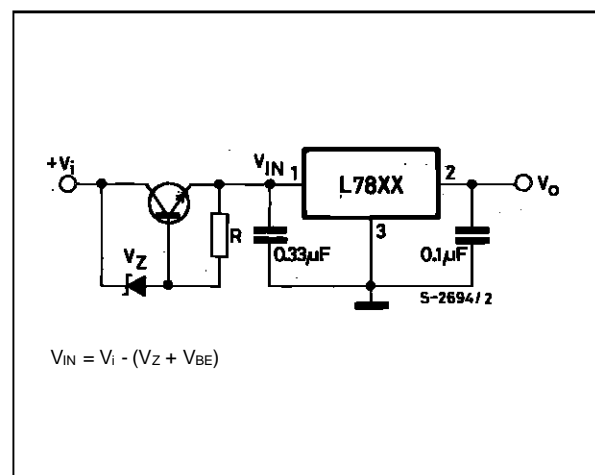 +Vi
VIN
1
L78XX
2
Vo
3
VZ
R
0.33µF
0.1µF
S-2694/2
VIN = Vi - (VZ + VBE)